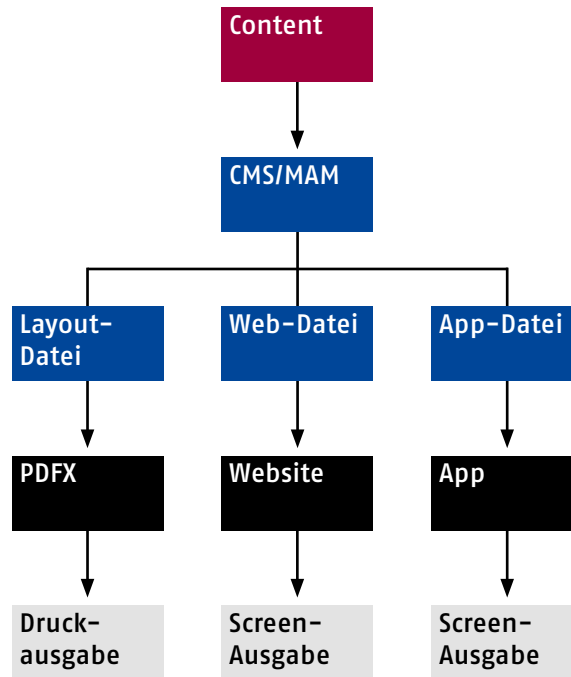 Content
CMS/MAM
Layout-
Datei
Web-Datei
App-Datei
PDFX
Website
App
Druck-
ausgabe
Screen-
Ausgabe
Screen-
Ausgabe